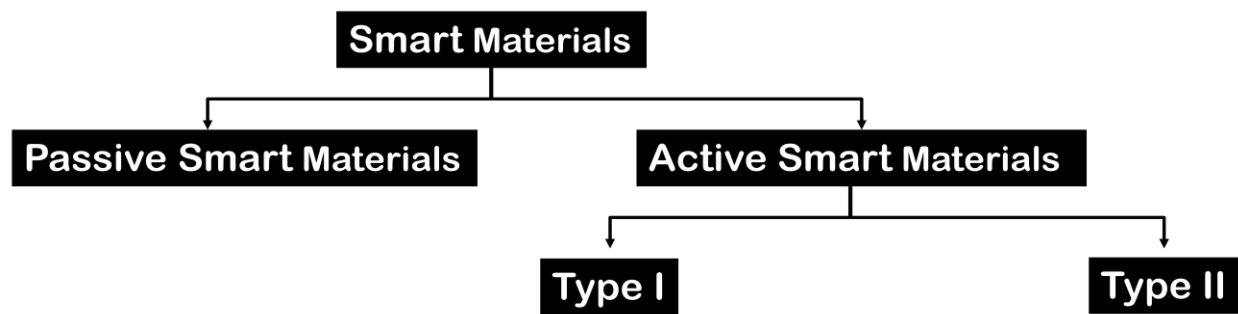 Smart Materials
Passive Smart Materials
Active Smart Materials
Type I
Type II